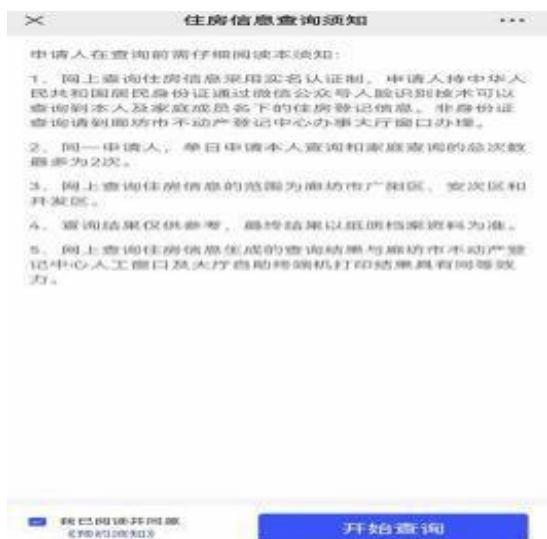 住房信息查询须知
申请人在查询前需仔细阅读本须知：
1、网上查询住房信息采用实名认证制，申请人持中华人
民共和国居民身份证通过微信公众号人脸识别技术可以
查询到本人及家庭成员名下的住房登记信息。非身份证
查询请到廊坊市不动产登记中心办事大厅窗口办理。
2、同一申请人，单日申请本人查询和家庭查询的总次数
最多为2次。
3、网上查询住房信息的范围为廊坊市广阳区、安次区和
开发区。
4、查询结果仅供参考，最终结果以纸质档案资料为准。
5、网上查询住房信息生成的查询结果与廊坊市不动产登
记中心人工窗口及大厅自助终端机打印结果具有同等效
力。
我已阅读并同意
《预约须知》
开始查询